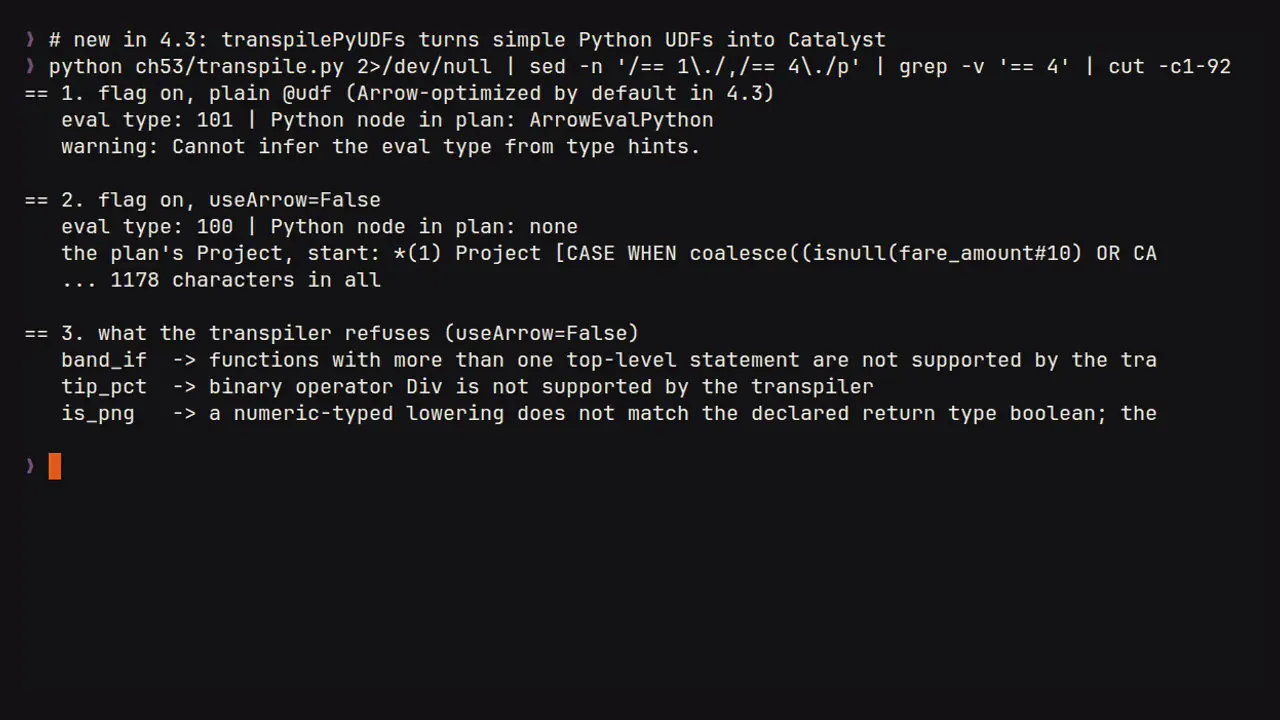 ❯ # new in 4.3: transpilePyUDFs turns simple Python UDFs into Catalyst
❯ python ch53/transpile.py 2>/dev/null | sed -n '/== 1\./,/== 4\./p' | grep -v '== 4' | cut -c1-92
== 1. flag on, plain @udf (Arrow-optimized by default in 4.3)
   eval type: 101 | Python node in plan: ArrowEvalPython
   warning: Cannot infer the eval type from type hints.
== 2. flag on, useArrow=False
   eval type: 100 | Python node in plan: none
   the plan's Project, start: *(1) Project [CASE WHEN coalesce((isnull(fare_amount#10) OR CA
   ... 1178 characters in all
== 3. what the transpiler refuses (useArrow=False)
   band_if  -> functions with more than one top-level statement are not supported by the tra
   tip_pct  -> binary operator Div is not supported by the transpiler
   is_png   -> a numeric-typed lowering does not match the declared return type boolean; the
❯